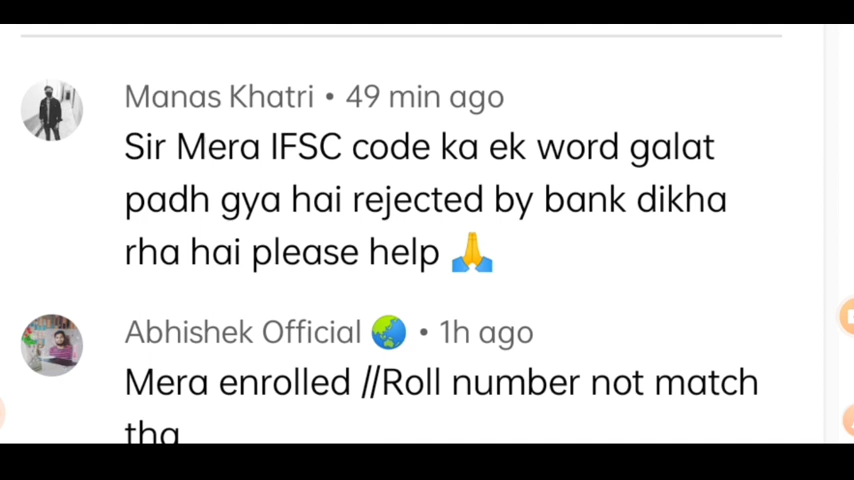 Manas Khatri • 49 min ago
Sir Mera IFSC code ka ek word galat
padh gya hai rejected by bank dikha
rha hai please help 🙏
Abhishek Official 🌏 • 1h ago
Mera enrolled //Roll number not match
tha